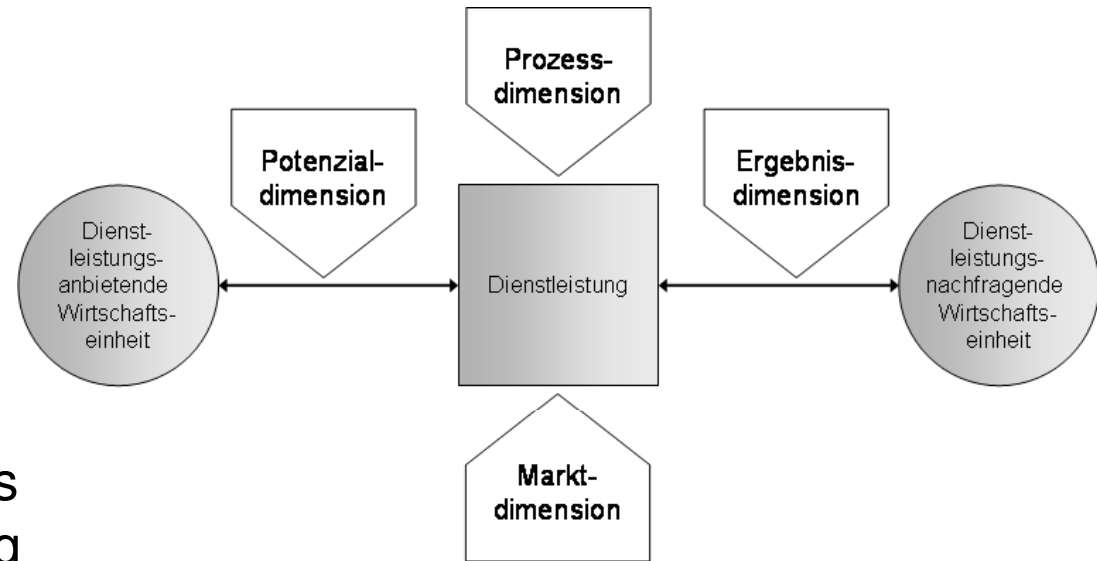 Prozess-
dimension
Potenzial-
dimension
Ergebnis-
dimension
Dienst-
leistungs-
anbietende
Wirtschafts-
einheit
Dienstleistung
Dienst-
leistungs-
nachfragende
Wirtschafts-
einheit
Markt-
dimension
s
g